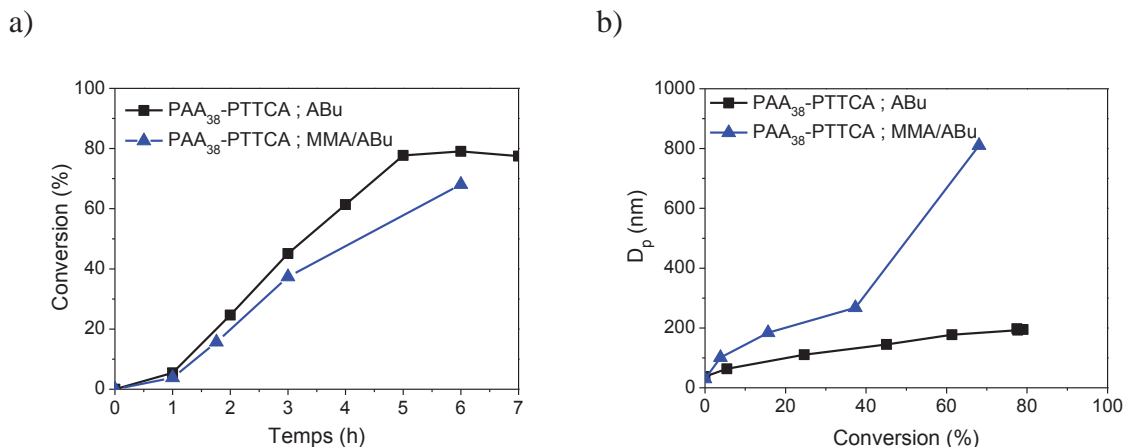 a)
b)
100
80
60
40
20
0
Conversion (%)
PAA38-PTTCA ; ABu
PAA38-PTTCA ; MMA/ABu
0 1 2 3 4 5 6 7
Temps (h)
1000
800
600
400
200
0
Dp (nm)
PAA38-PTTCA ; ABu
PAA38-PTTCA ; MMA/ABu
0 20 40 60 80 100
Conversion (%)